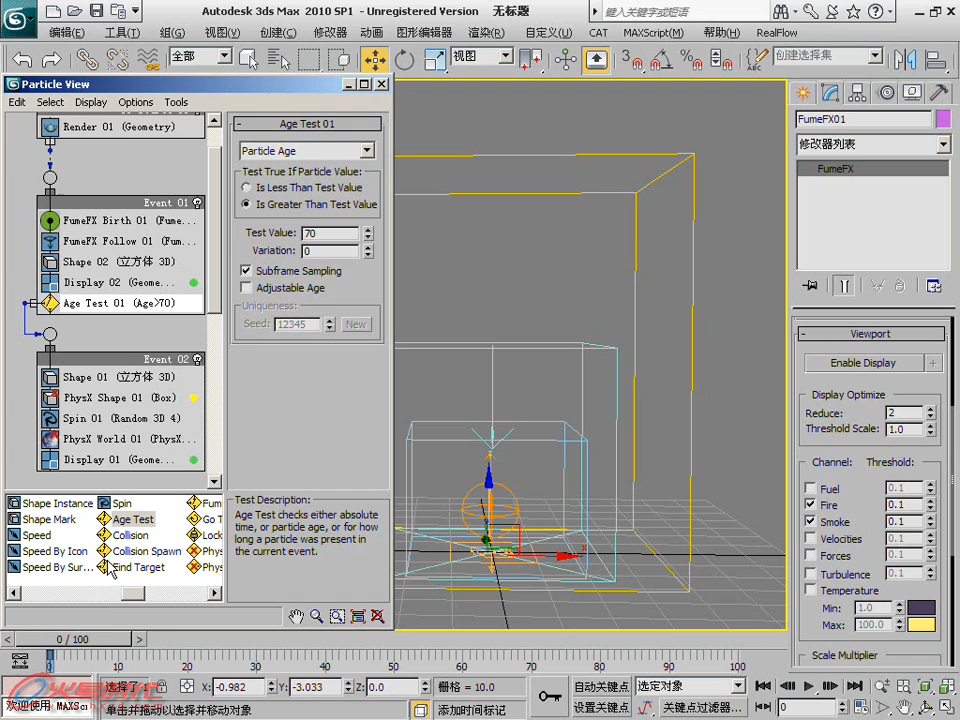 Autodesk 3ds Max 2010 SP1 - Unregistered Version 无标题
键入关键字或短语
编辑(E) 工具(T) 组(G) 视图(V) 创建(C) 修改器 动画 图形编辑器 渲染(R) 自定义(U) CAT MAXScript(M) 帮助(H) RealFlow
全部 视图 创建选择集
Particle View
Edit Select Display Options Tools
Render 01 (Geometry)
Event 01
FumeFX Birth 01 (Fume...
FumeFX Follow 01 (Fum...
Shape 02 (立方体 3D)
Display 02 (Geome...
Age Test 01 (Age>70)
Event 02
Shape 01 (立方体 3D)
PhysX Shape 01 (Box)
Spin 01 (Random 3D 4)
PhysX World 01 (PhysX...
Display 01 (Geome...
Age Test 01
Particle Age
Test True If Particle Value:
Is Less Than Test Value
Is Greater Than Test Value
Test Value: 70
Variation: 0
Subframe Sampling
Adjustable Age
Uniqueness:
Seed: 12345 New
Shape Instance Spin Fum
Shape Mark Age Test Go T
Speed Collision Lock
Speed By Icon Collision Spawn Phys
Speed By Sur... Find Target Phys
Test Description:
Age Test checks either absolute
time, or particle age, or for how
long a particle was present in
the current event.
FumeFX01
修改器列表
FumeFX
Viewport
Enable Display +
Display Optimize
Reduce: 2
Threshold Scale: 1.0
Channel: Threshold:
Fuel 0.1
Fire 0.1
Smoke 0.1
Velocities 0.1
Forces 0.1
Turbulence 0.1
Temperature
Min: 1.0
Max: 100.0
Scale Multiplier
0 / 100
0 10 20 30 40 50 60 70 80 90 100
选择了 1 X: -0.982 Y: -3.033 Z: 0.0 栅格 = 10.0 自动关键点 选定对象
欢迎使用 MAXSc 单击并拖动以选择并移动对象 添加时间标记 设置关键点 关键点过滤器... 0